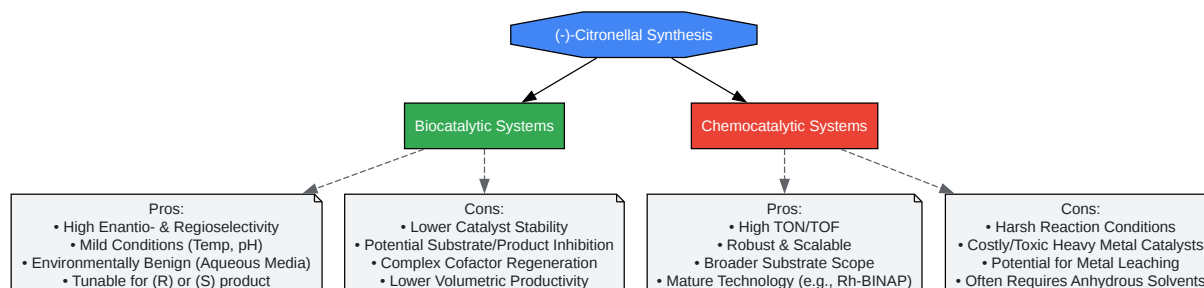 (-)-Citronellal Synthesis
Biocatalytic Systems
Chemocatalytic Systems
Pros:
• High Enantio- & Regioselectivity
• Mild Conditions (Temp, pH)
• Environmentally Benign (Aqueous Media)
• Tunable for (R) or (S) product
Cons:
• Lower Catalyst Stability
• Potential Substrate/Product Inhibition
• Complex Cofactor Regeneration
• Lower Volumetric Productivity
Pros:
• High TON/TOF
• Robust & Scalable
• Broader Substrate Scope
• Mature Technology (e.g., Rh-BINAP)
Cons:
• Harsh Reaction Conditions
• Costly/Toxic Heavy Metal Catalysts
• Potential for Metal Leaching
• Often Requires Anhydrous Solvents